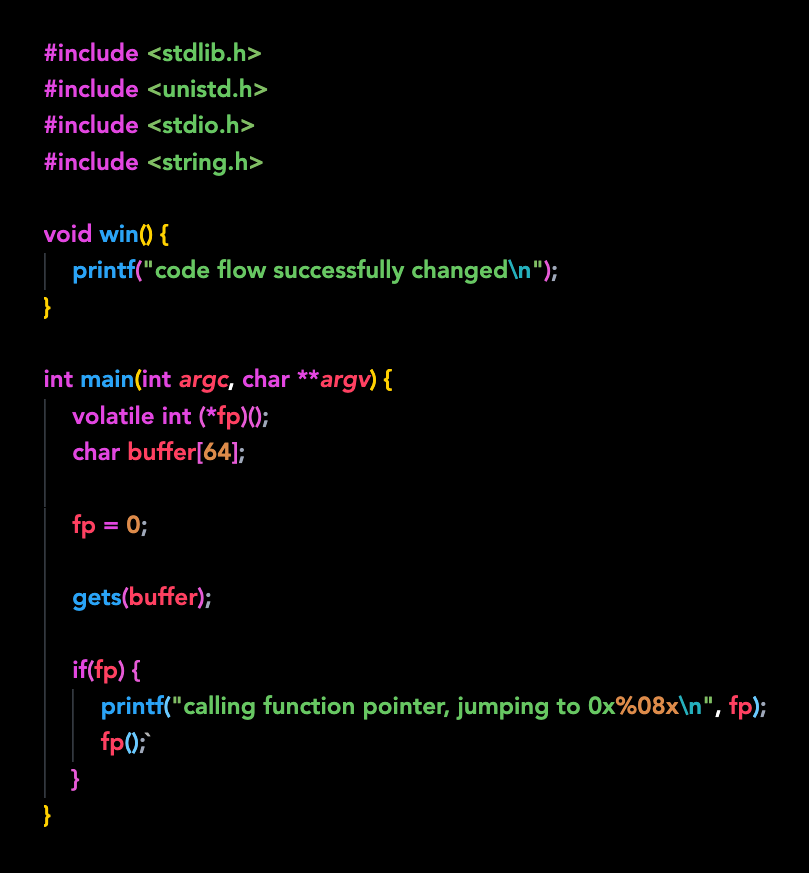 #include <stdlib.h>
#include <unistd.h>
#include <stdio.h>
#include <string.h>

void win() {
    printf("code flow successfully changed\n");
}

int main(int argc, char **argv) {
    volatile int (*fp)();
    char buffer[64];

    fp = 0;

    gets(buffer);

    if(fp) {
        printf("calling function pointer, jumping to 0x%08x\n", fp);
        fp();`
    }
}